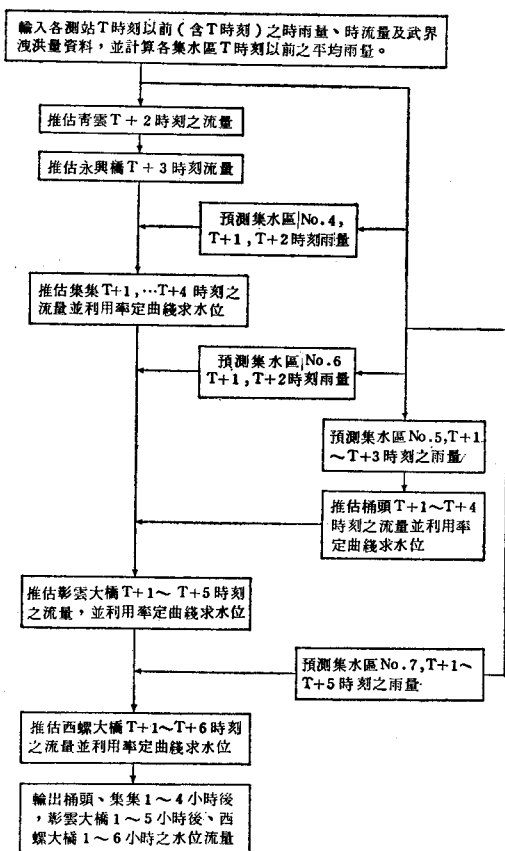 輸入各測站T時刻以前(含T時刻)之時雨量、時流量及武界
洩洪量資料，並計算各集水區T時刻以前之平均雨量。
推估青雲T+2時刻之流量
推估永興橋T+3時刻流量
預測集水區No.4,
T+1,T+2時刻雨量
推估集集T+1,…T+4時刻之
流量並利用率定曲綫求水位
預測集水區No.6
T+1,T+2時刻雨量
預測集水區No.5,T+1
～T+3時刻之雨量
推估桶頭T+1～T+4
時刻之流量並利用率
定曲綫求水位
推估彰雲大橋T+1～T+5時刻
之流量，並利用率定曲綫求水位
預測集水區No.7,T+1～
T+5時刻之雨量
推估西螺大橋T+1～T+6時刻
之流量並利用率定曲綫求水位
輸出桶頭、集集1～4小時後
，彰雲大橋1～5小時後、西
螺大橋1～6小時之水位流量